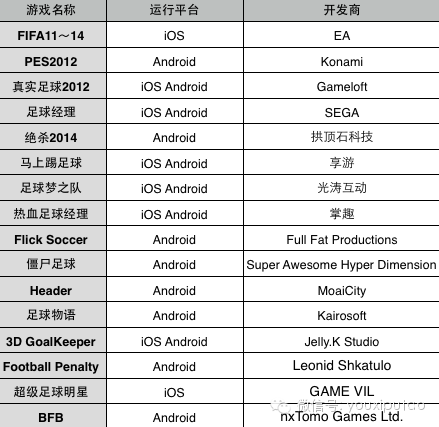 游戏名称 运行平台 开发商
FIFA11～14 iOS EA
PES2012 Android Konami
真实足球2012 iOS Android Gameloft
足球经理 iOS Android SEGA
绝杀2014 Android 拱顶石科技
马上踢足球 iOS Android 享游
足球梦之队 iOS Android 光涛互动
热血足球经理 iOS Android 掌趣
Flick Soccer Android Full Fat Productions
僵尸足球 Android Super Awesome Hyper Dimension
Header Android MoaiCity
足球物语 Android Kairosoft
3D GoalKeeper iOS Android Jelly.K Studio
Football Penalty Android Leonid Shkatulo
超级足球明星 iOS GAME VIL
BFB Android nxTomo Games Ltd.
微信号: youxiputao